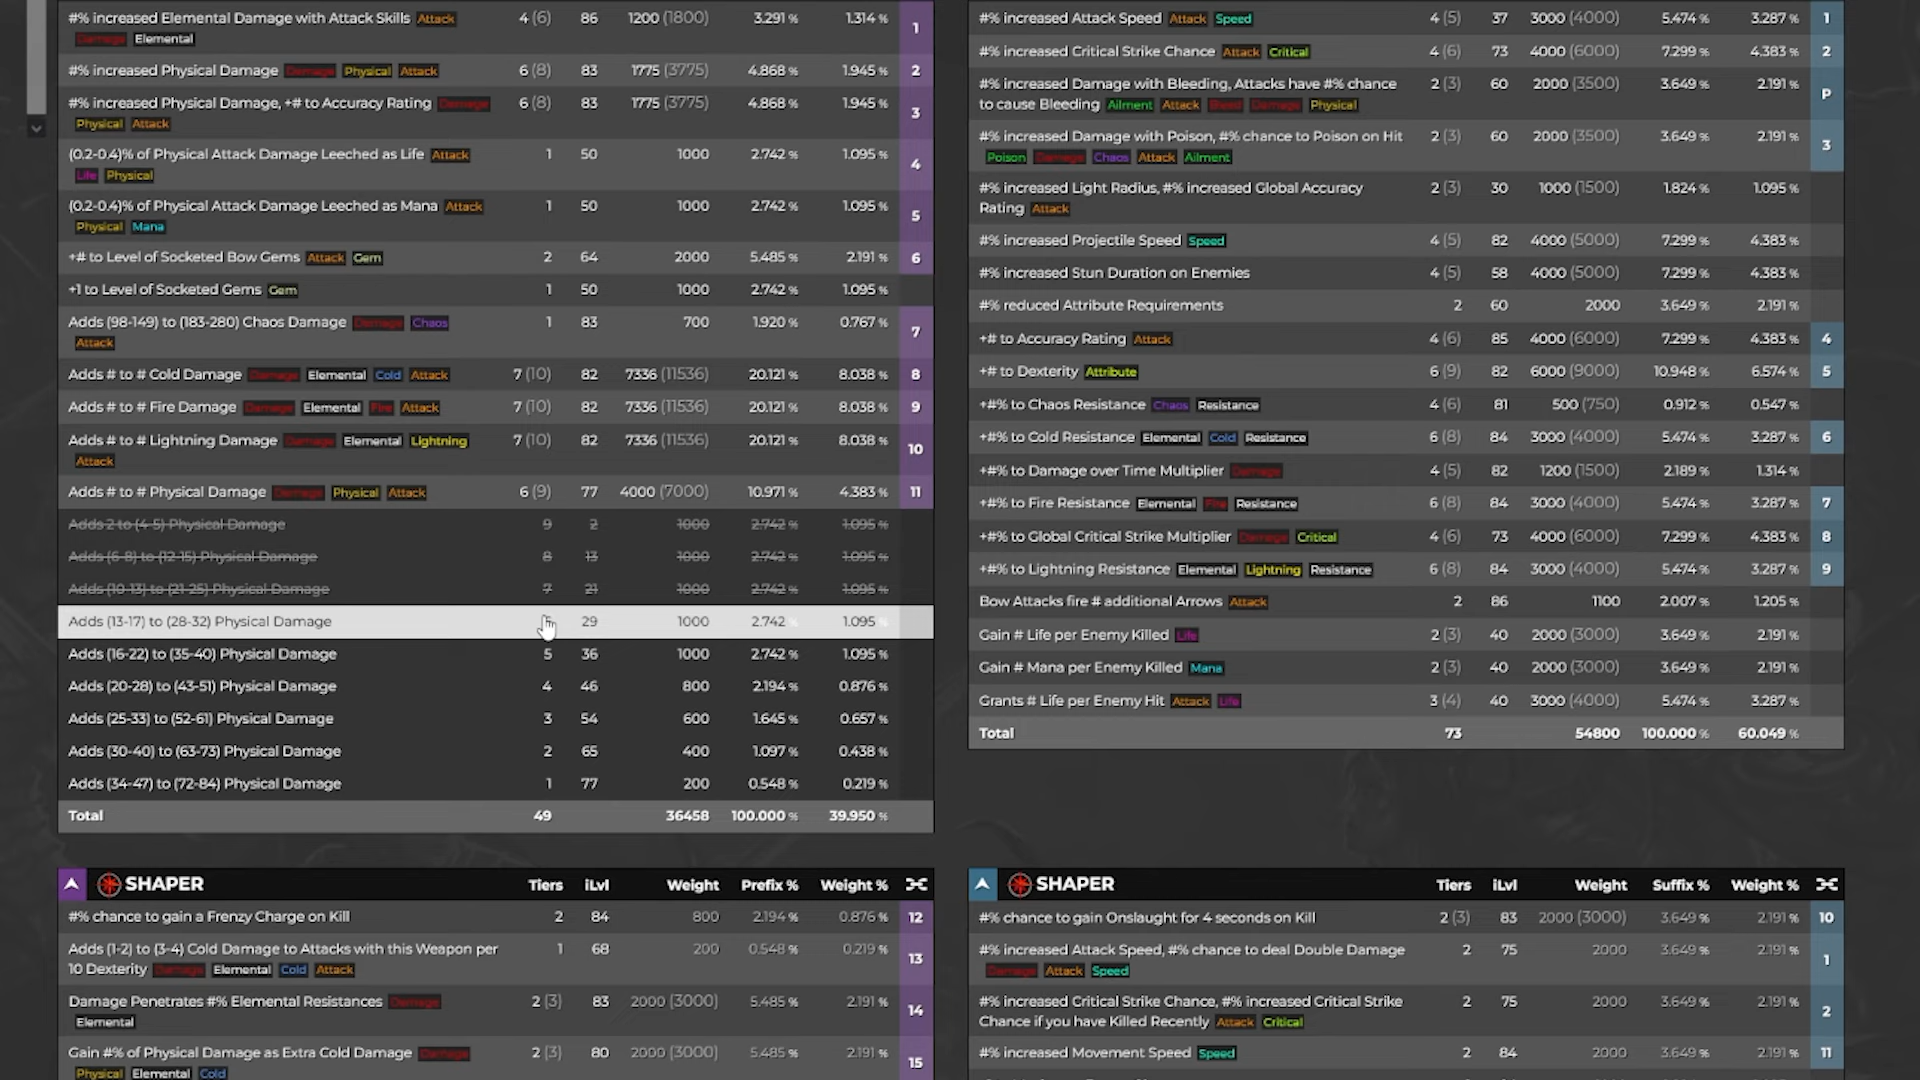 #% increased Elemental Damage with Attack Skills Attack 4 (6) 86 1200 (1800) 3.291 % 1.314 % 1
Damage Elemental
#% increased Physical Damage Damage Physical Attack 6 (8) 83 1775 (3775) 4.868 % 1.945 % 2
#% increased Physical Damage, +# to Accuracy Rating Damage 6 (8) 83 1775 (3775) 4.868 % 1.945 % 3
Physical Attack
(0.2-0.4)% of Physical Attack Damage Leeched as Life Attack 1 50 1000 2.742 % 1.095 % 4
Life Physical
(0.2-0.4)% of Physical Attack Damage Leeched as Mana Attack 1 50 1000 2.742 % 1.095 % 5
Physical Mana
+# to Level of Socketed Bow Gems Attack Gem 2 64 2000 5.485 % 2.191 % 6
+1 to Level of Socketed Gems Gem 1 50 1000 2.742 % 1.095 %
Adds (98-149) to (183-280) Chaos Damage Damage Chaos 1 83 700 1.920 % 0.767 % 7
Attack
Adds # to # Cold Damage Damage Elemental Cold Attack 7 (10) 82 7336 (11536) 20.121 % 8.038 % 8
Adds # to # Fire Damage Damage Elemental Fire Attack 7 (10) 82 7336 (11536) 20.121 % 8.038 % 9
Adds # to # Lightning Damage Damage Elemental Lightning 7 (10) 82 7336 (11536) 20.121 % 8.038 % 10
Attack
Adds # to # Physical Damage Damage Physical Attack 6 (9) 77 4000 (7000) 10.971 % 4.383 % 11
Adds 2 to (4-5) Physical Damage 9 2 1000 2.742 % 1.095 %
Adds (6-8) to (12-15) Physical Damage 8 13 1000 2.742 % 1.095 %
Adds (10-13) to (21-25) Physical Damage 7 21 1000 2.742 % 1.095 %
Adds (13-17) to (28-32) Physical Damage 29 1000 2.742 1.095
Adds (16-22) to (35-40) Physical Damage 5 36 1000 2.742 % 1.095 %
Adds (20-28) to (43-51) Physical Damage 4 46 800 2.194 % 0.876 %
Adds (25-33) to (52-61) Physical Damage 3 54 600 1.645 % 0.657 %
Adds (30-40) to (63-73) Physical Damage 2 65 400 1.097 % 0.438 %
Adds (34-47) to (72-84) Physical Damage 1 77 200 0.548 % 0.219 %
Total 49 36458 100.000 % 39.950 %
SHAPER Tiers iLvl Weight Prefix % Weight %
#% chance to gain a Frenzy Charge on Kill 2 84 800 2.194 % 0.876 % 12
Adds (1-2) to (3-4) Cold Damage to Attacks with this Weapon per 1 68 200 0.548 % 0.219 % 13
10 Dexterity Damage Elemental Cold Attack
Damage Penetrates #% Elemental Resistances Damage 2 (3) 83 2000 (3000) 5.485 % 2.191 % 14
Elemental
Gain #% of Physical Damage as Extra Cold Damage Damage 2 (3) 80 2000 (3000) 5.485 % 2.191 % 15
Physical Elemental Cold
#% increased Attack Speed Attack Speed 4 (5) 37 3000 (4000) 5.474 % 3.287 % 1
#% increased Critical Strike Chance Attack Critical 4 (6) 73 4000 (6000) 7.299 % 4.383 % 2
#% increased Damage with Bleeding, Attacks have #% chance 2 (3) 60 2000 (3500) 3.649 % 2.191 % P
to cause Bleeding Ailment Attack Bleed Damage Physical
#% increased Damage with Poison, #% chance to Poison on Hit 2 (3) 60 2000 (3500) 3.649 % 2.191 % 3
Poison Damage Chaos Attack Ailment
#% increased Light Radius, #% increased Global Accuracy 2 (3) 30 1000 (1500) 1.824 % 1.095 %
Rating Attack
#% increased Projectile Speed Speed 4 (5) 82 4000 (5000) 7.299 % 4.383 %
#% increased Stun Duration on Enemies 4 (5) 58 4000 (5000) 7.299 % 4.383 %
#% reduced Attribute Requirements 2 60 2000 3.649 % 2.191 %
+# to Accuracy Rating Attack 4 (6) 85 4000 (6000) 7.299 % 4.383 % 4
+# to Dexterity Attribute 6 (9) 82 6000 (9000) 10.948 % 6.574 % 5
+#% to Chaos Resistance Chaos Resistance 4 (6) 81 500 (750) 0.912 % 0.547 %
+#% to Cold Resistance Elemental Cold Resistance 6 (8) 84 3000 (4000) 5.474 % 3.287 % 6
+#% to Damage over Time Multiplier Damage 4 (5) 82 1200 (1500) 2.189 % 1.314 %
+#% to Fire Resistance Elemental Fire Resistance 6 (8) 84 3000 (4000) 5.474 % 3.287 % 7
+#% to Global Critical Strike Multiplier Damage Critical 4 (6) 73 4000 (6000) 7.299 % 4.383 % 8
+#% to Lightning Resistance Elemental Lightning Resistance 6 (8) 84 3000 (4000) 5.474 % 3.287 % 9
Bow Attacks fire # additional Arrows Attack 2 86 1100 2.007 % 1.205 %
Gain # Life per Enemy Killed Life 2 (3) 40 2000 (3000) 3.649 % 2.191 %
Gain # Mana per Enemy Killed Mana 2 (3) 40 2000 (3000) 3.649 % 2.191 %
Grants # Life per Enemy Hit Attack Life 3 (4) 40 3000 (4000) 5.474 % 3.287 %
Total 73 54800 100.000 % 60.049 %
SHAPER Tiers iLvl Weight Suffix % Weight %
#% chance to gain Onslaught for 4 seconds on Kill 2 (3) 83 2000 (3000) 3.649 % 2.191 % 10
#% increased Attack Speed, #% chance to deal Double Damage 2 75 2000 3.649 % 2.191 % 1
Damage Attack Speed
#% increased Critical Strike Chance, #% increased Critical Strike 2 75 2000 3.649 % 2.191 % 2
Chance if you have Killed Recently Attack Critical
#% increased Movement Speed Speed 2 84 2000 3.649 % 2.191 % 11